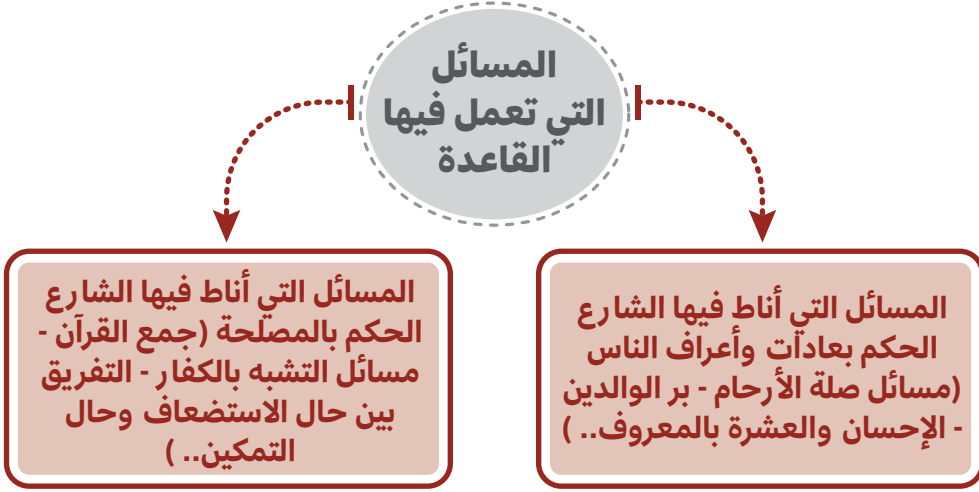 المسائل
التي تعمل فيها
القاعدة
المسائل التي أناط فيها الشارع
الحكم بعادات وأعراف الناس
(مسائل صلة الأرحام - بر الوالدين
- الإحسان والعشرة بالمعروف.. )
المسائل التي أناط فيها الشارع
الحكم بالمصلحة (جمع القرآن -
مسائل التشبه بالكفار - التفريق
بين حال الاستضعاف وحال
التمكين.. )